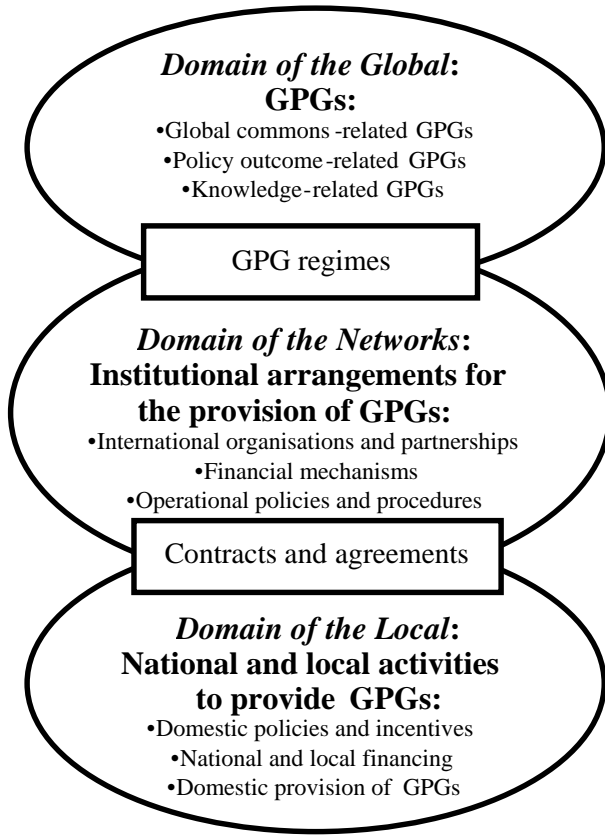 Domain of the Global:
GPGs:
•Global commons-related GPGs
•Policy outcome-related GPGs
•Knowledge-related GPGs
GPG regimes
Domain of the Networks:
Institutional arrangements for
the provision of GPGs:
•International organisations and partnerships
•Financial mechanisms
•Operational policies and procedures
Contracts and agreements
Domain of the Local:
National and local activities
to provide GPGs:
•Domestic policies and incentives
•National and local financing
•Domestic provision of GPGs